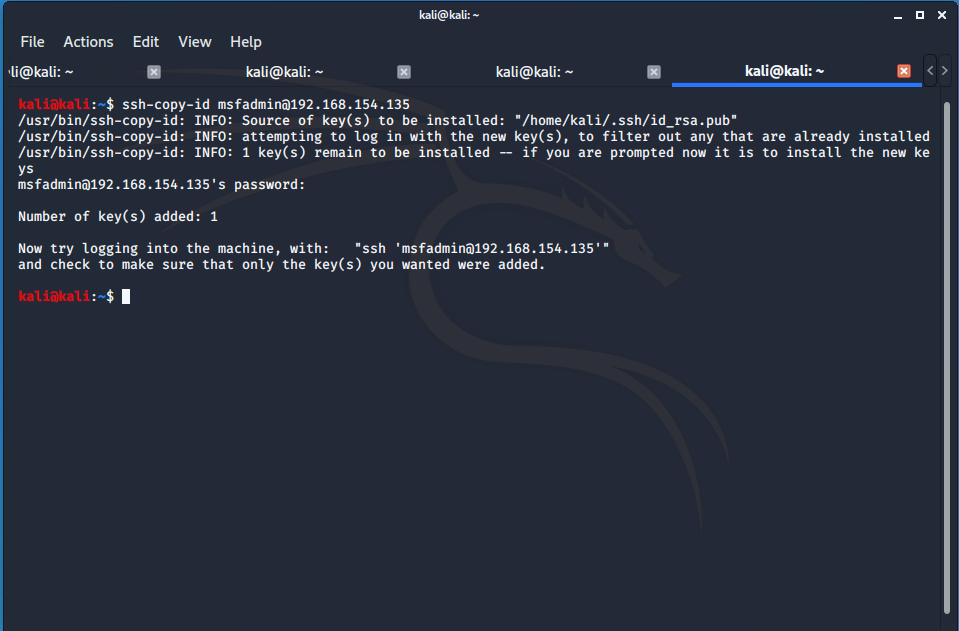 kali@kali: ~
File Actions Edit View Help
li@kali: ~ kali@kali: ~ kali@kali: ~ kali@kali: ~
kali@kali:~$ ssh-copy-id msfadmin@192.168.154.135
/usr/bin/ssh-copy-id: INFO: Source of key(s) to be installed: "/home/kali/.ssh/id_rsa.pub"
/usr/bin/ssh-copy-id: INFO: attempting to log in with the new key(s), to filter out any that are already installed
/usr/bin/ssh-copy-id: INFO: 1 key(s) remain to be installed -- if you are prompted now it is to install the new ke
ys
msfadmin@192.168.154.135's password:
Number of key(s) added: 1
Now try logging into the machine, with:   "ssh 'msfadmin@192.168.154.135'"
and check to make sure that only the key(s) you wanted were added.
kali@kali:~$